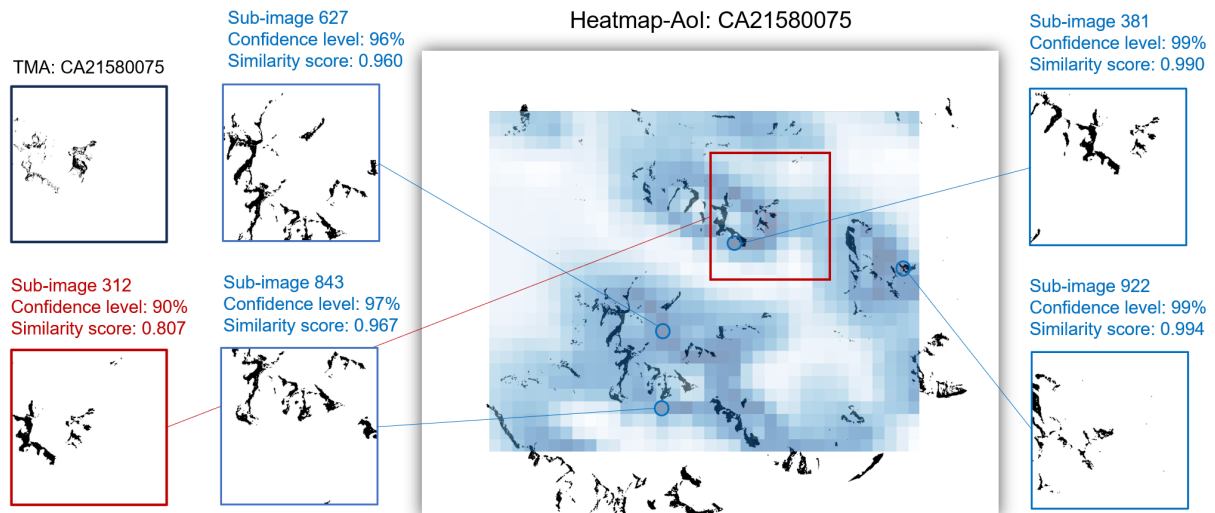 Heatmap-AoI: CA21580075
TMA: CA21580075
Sub-image 627
Confidence level: 96%
Similarity score: 0.960
Sub-image 381
Confidence level: 99%
Similarity score: 0.990
Sub-image 312
Confidence level: 90%
Similarity score: 0.807
Sub-image 843
Confidence level: 97%
Similarity score: 0.967
Sub-image 922
Confidence level: 99%
Similarity score: 0.994